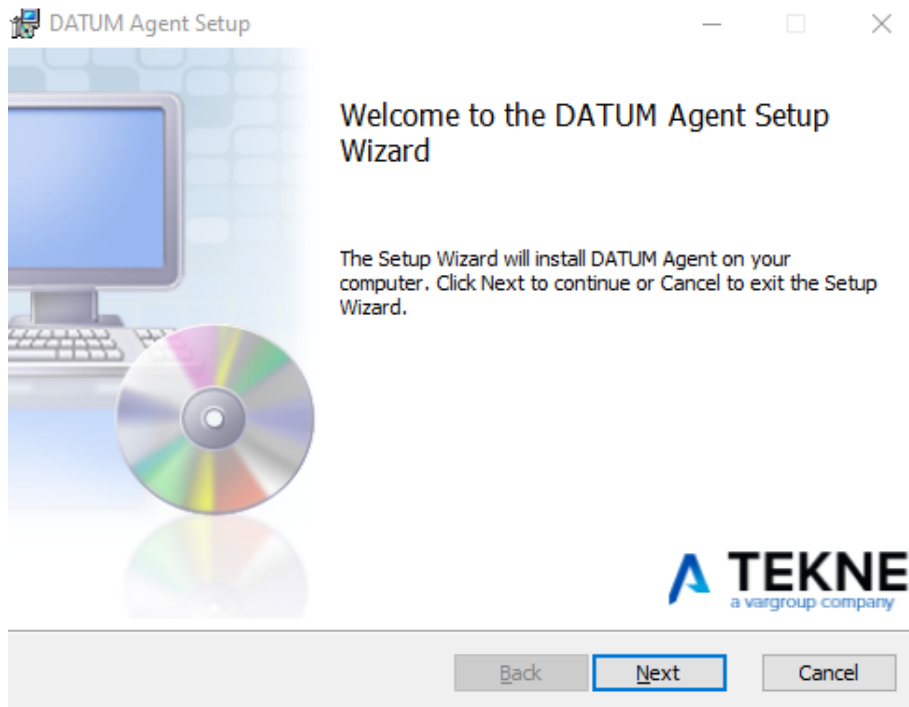 DATUM Agent Setup
Welcome to the DATUM Agent Setup
Wizard
The Setup Wizard will install DATUM Agent on your
computer. Click Next to continue or Cancel to exit the Setup
Wizard.
TEKNE
a vargroup company
Back Next Cancel